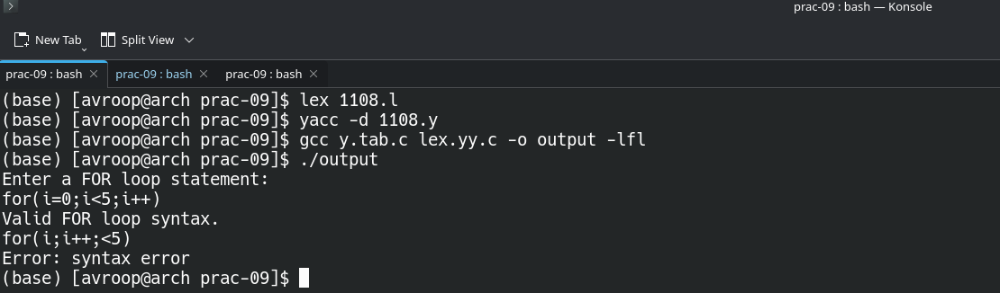 prac-09 : bash — Konsole
New Tab Split View
prac-09 : bash prac-09 : bash prac-09 : bash
(base) [avroop@arch prac-09]$ lex 1108.l
(base) [avroop@arch prac-09]$ yacc -d 1108.y
(base) [avroop@arch prac-09]$ gcc y.tab.c lex.yy.c -o output -lfl
(base) [avroop@arch prac-09]$ ./output
Enter a FOR loop statement:
for(i=0;i<5;i++)
Valid FOR loop syntax.
for(i;i++;<5)
Error: syntax error
(base) [avroop@arch prac-09]$